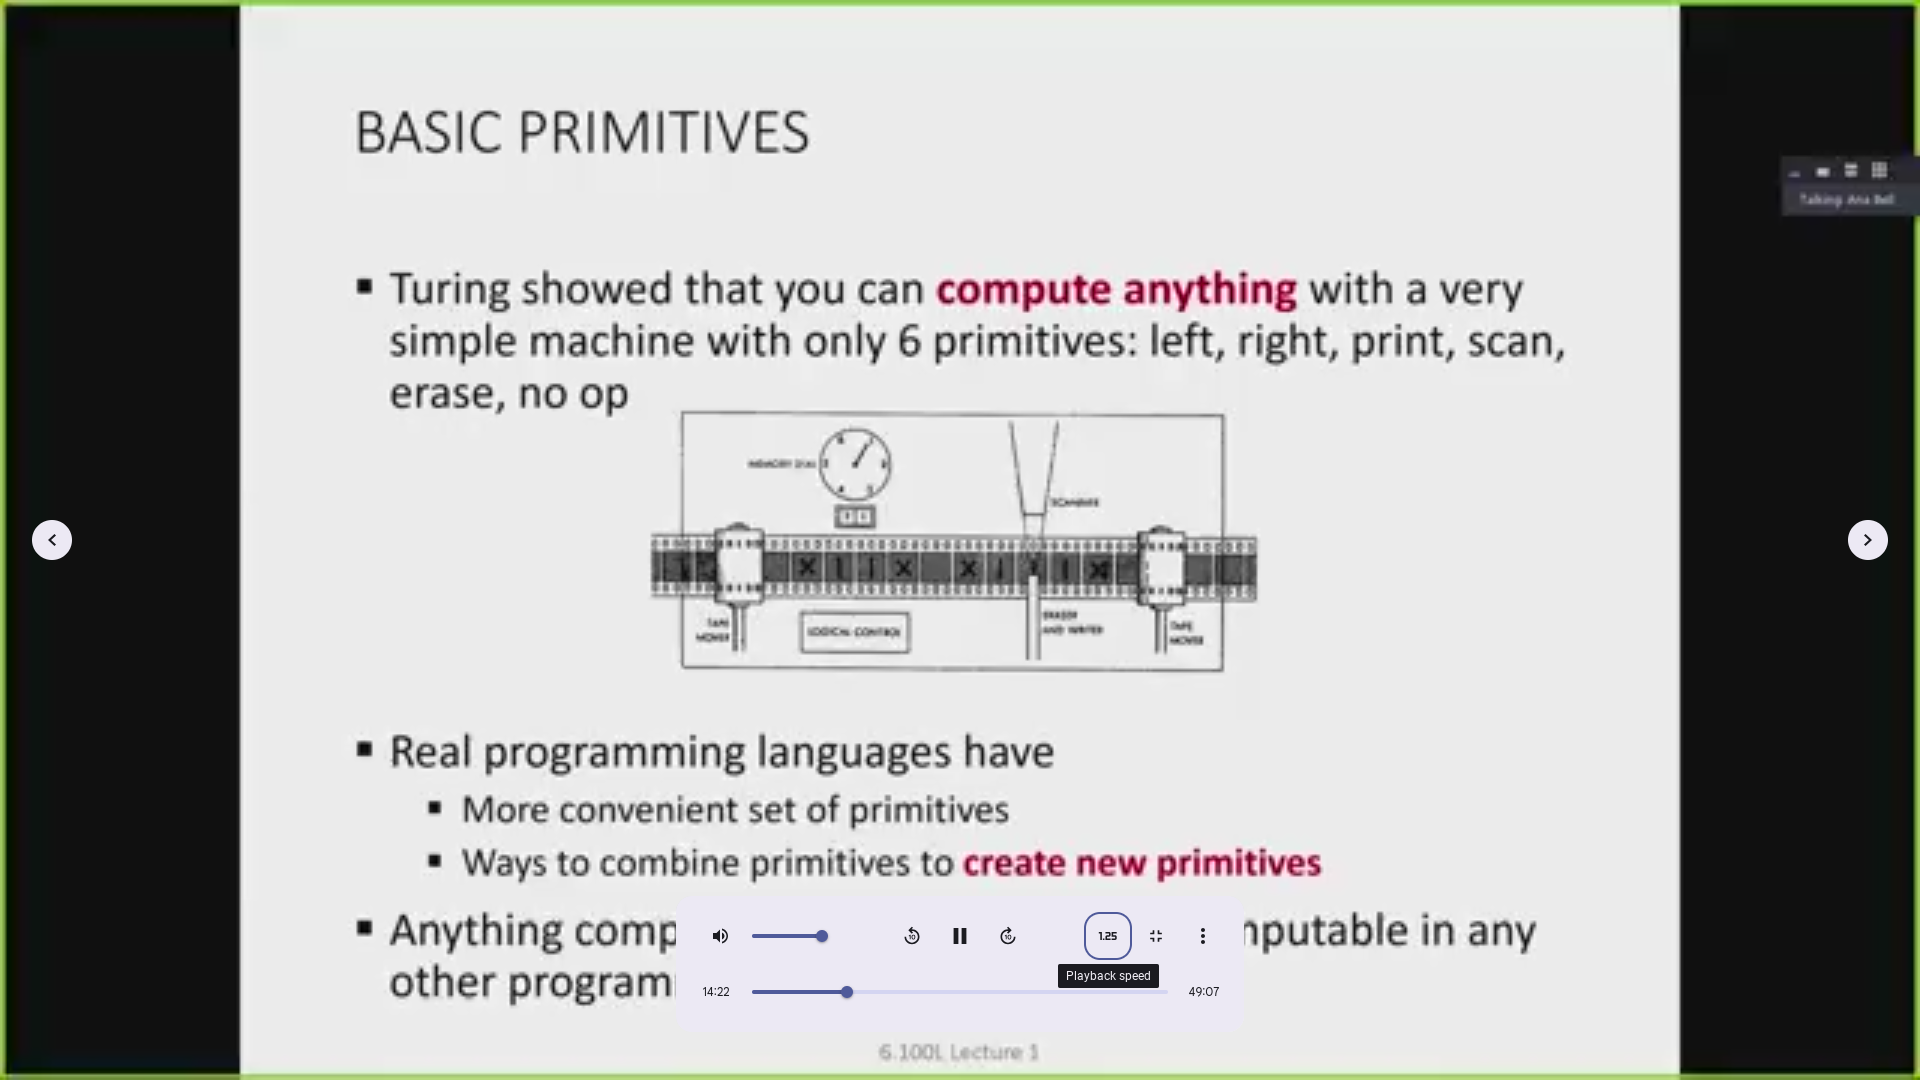 BASIC PRIMITIVES
Talking: Ana Bell
▪ Turing showed that you can compute anything with a very
simple machine with only 6 primitives: left, right, print, scan,
erase, no op
MEMORY DIAL
SCANNER
TAPE
MOVER
LOGICAL CONTROL
ERASER
AND WRITER
TAPE
MOVER
▪ Real programming languages have
▪ More convenient set of primitives
▪ Ways to combine primitives to create new primitives
▪ Anything comp mputable in any
other program
10
10
1.25
Playback speed
14:22
49:07
6.100L Lecture 1